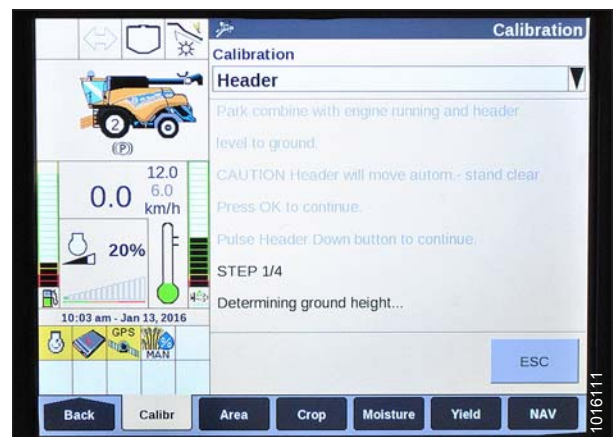 Calibration
Calibration
Header
Park combine with engine running and header
level to ground.
CAUTION Header will move autom.- stand clear
Press OK to continue.
Pulse Header Down button to continue.
STEP 1/4
Determining ground height...
ESC
1
2
(P)
12.0
0.0
6.0
km/h
20%
10:03 am - Jan 13, 2016
GPS
MAN
Back
Calibr
Area
Crop
Moisture
Yield
NAV
1016111